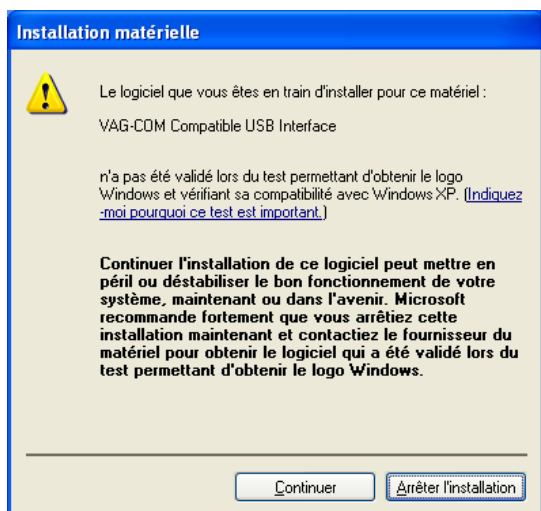 Installation matérielle
Le logiciel que vous êtes en train d'installer pour ce matériel :
VAG-COM Compatible USB Interface
n'a pas été validé lors du test permettant d'obtenir le logo
Windows et vérifiant sa compatibilité avec Windows XP. (Indiquez
-moi pourquoi ce test est important.)
Continuer l'installation de ce logiciel peut mettre en
péril ou déstabiliser le bon fonctionnement de votre
système, maintenant ou dans l'avenir. Microsoft
recommande fortement que vous arrêtiez cette
installation maintenant et contactiez le fournisseur du
matériel pour obtenir le logiciel qui a été validé lors du
test permettant d'obtenir le logo Windows.
Continuer
Arrêter l'installation